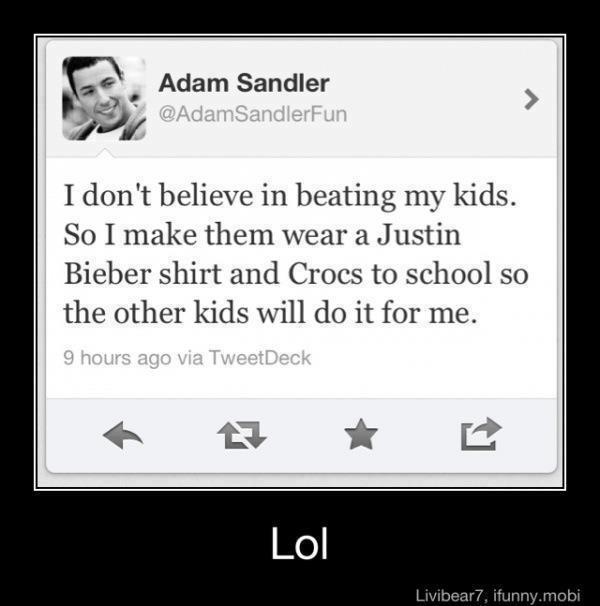 Adam Sandler
@AdamSandlerFun
I don't believe in beating my kids.
So I make them wear a Justin
Bieber shirt and Crocs to school so
the other kids will do it for me.
9 hours ago via TweetDeck
Lol
Livibear7, ifunny.mobi